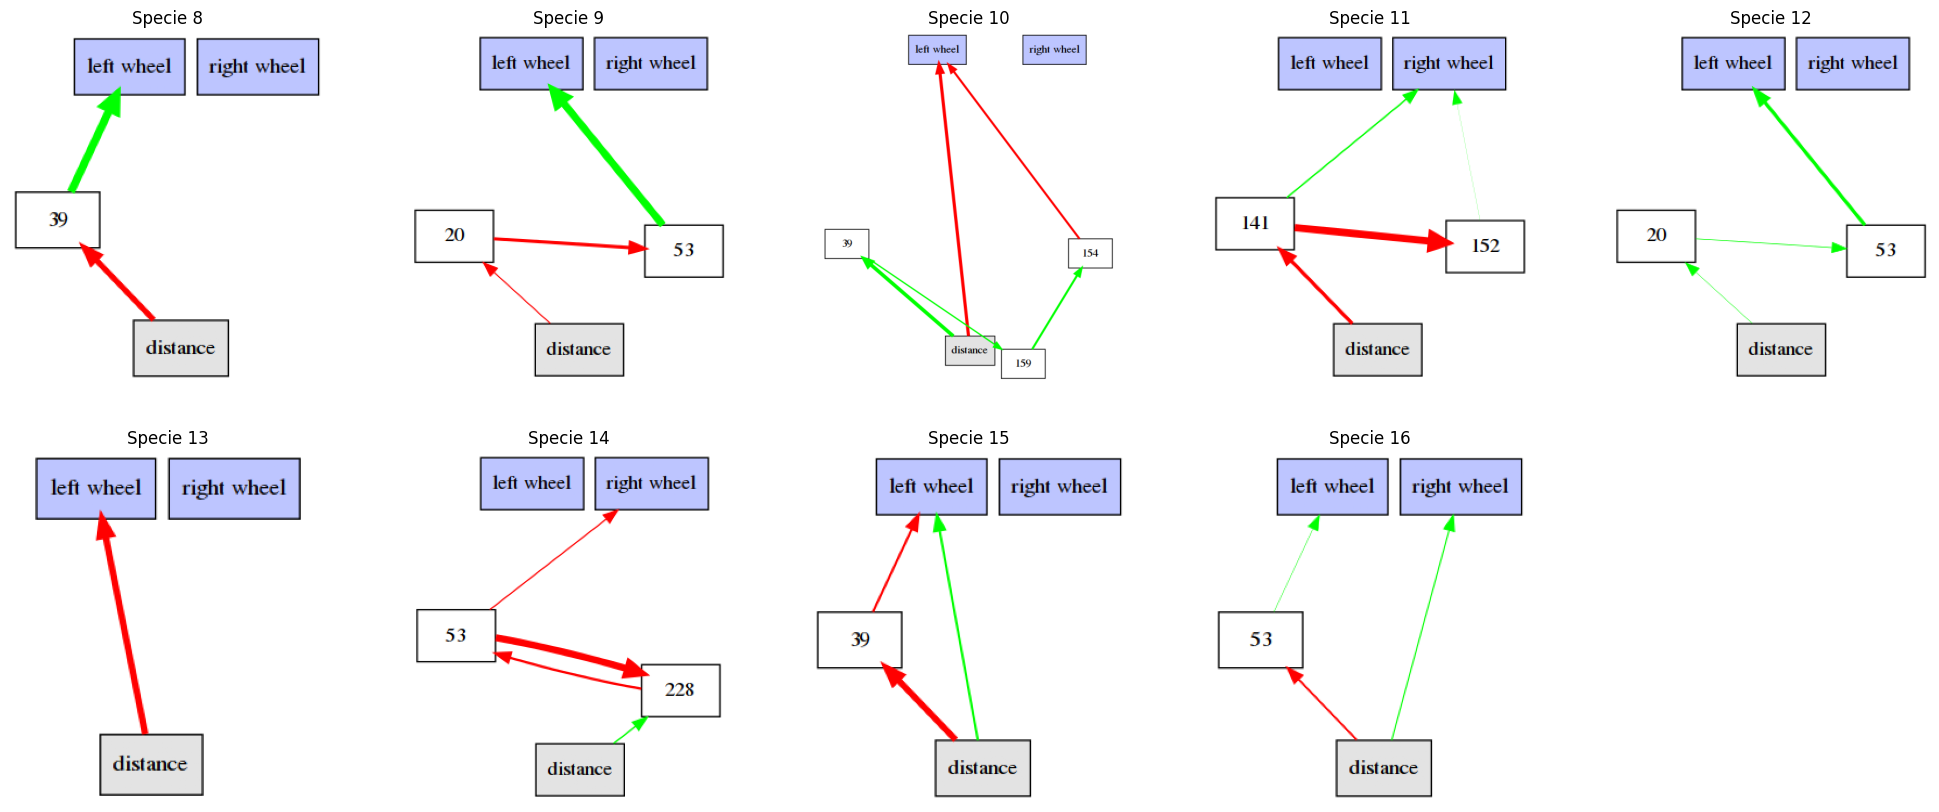 Specie 8
left wheel
right wheel
39
distance
Specie 9
left wheel
right wheel
20
53
distance
Specie 10
left wheel
right wheel
39
154
distance
159
Specie 11
left wheel
right wheel
141
152
distance
Specie 12
left wheel
right wheel
20
53
distance
Specie 13
left wheel
right wheel
distance
Specie 14
left wheel
right wheel
53
228
distance
Specie 15
left wheel
right wheel
39
distance
Specie 16
left wheel
right wheel
53
distance